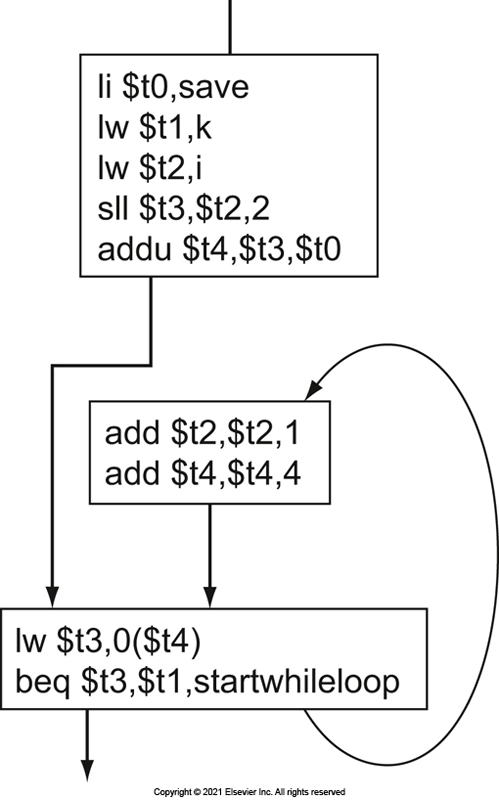 li $t0,save
lw $t1,k
lw $t2,i
sll $t3,$t2,2
addu $t4,$t3,$t0
add $t2,$t2,1
add $t4,$t4,4
lw $t3,0($t4)
beq $t3,$t1,startwhileloop
Copyright © 2021 Elsevier Inc. All rights reserved